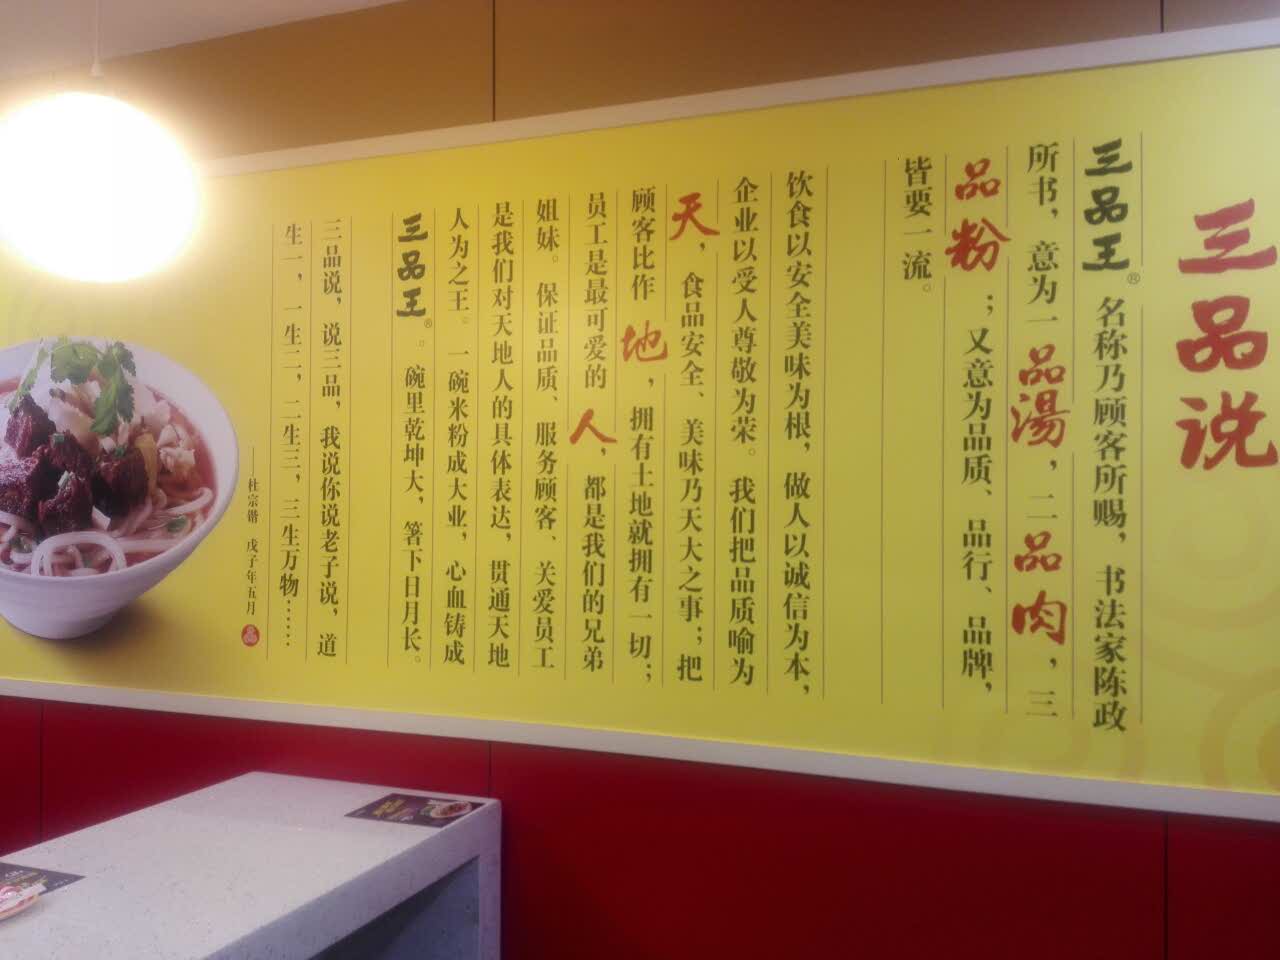 三品说
三品王® 名称乃顾客所赐，书法家陈政
所书，意为一品湯，二品肉，三
品粉；又意为品质、品行、品牌，
皆要一流。
饮食以安全美味为根，做人以诚信为本，
企业以受人尊敬为荣。我们把品质喻为
天，食品安全、美味乃天大之事；把
顾客比作地，拥有土地就拥有一切；
员工是最可爱的人，都是我们的兄弟
姐妹。保证品质、服务顾客、关爱员工
是我们对天地人的具体表达，贯通天地
人为之王。一碗米粉成大业，心血铸成
三品王®。碗里乾坤大，箸下日月长。
三品说，说三品，我说你说老子说，道
生一，一生二，二生三，三生万物……
——杜宗锴 戊子年五月